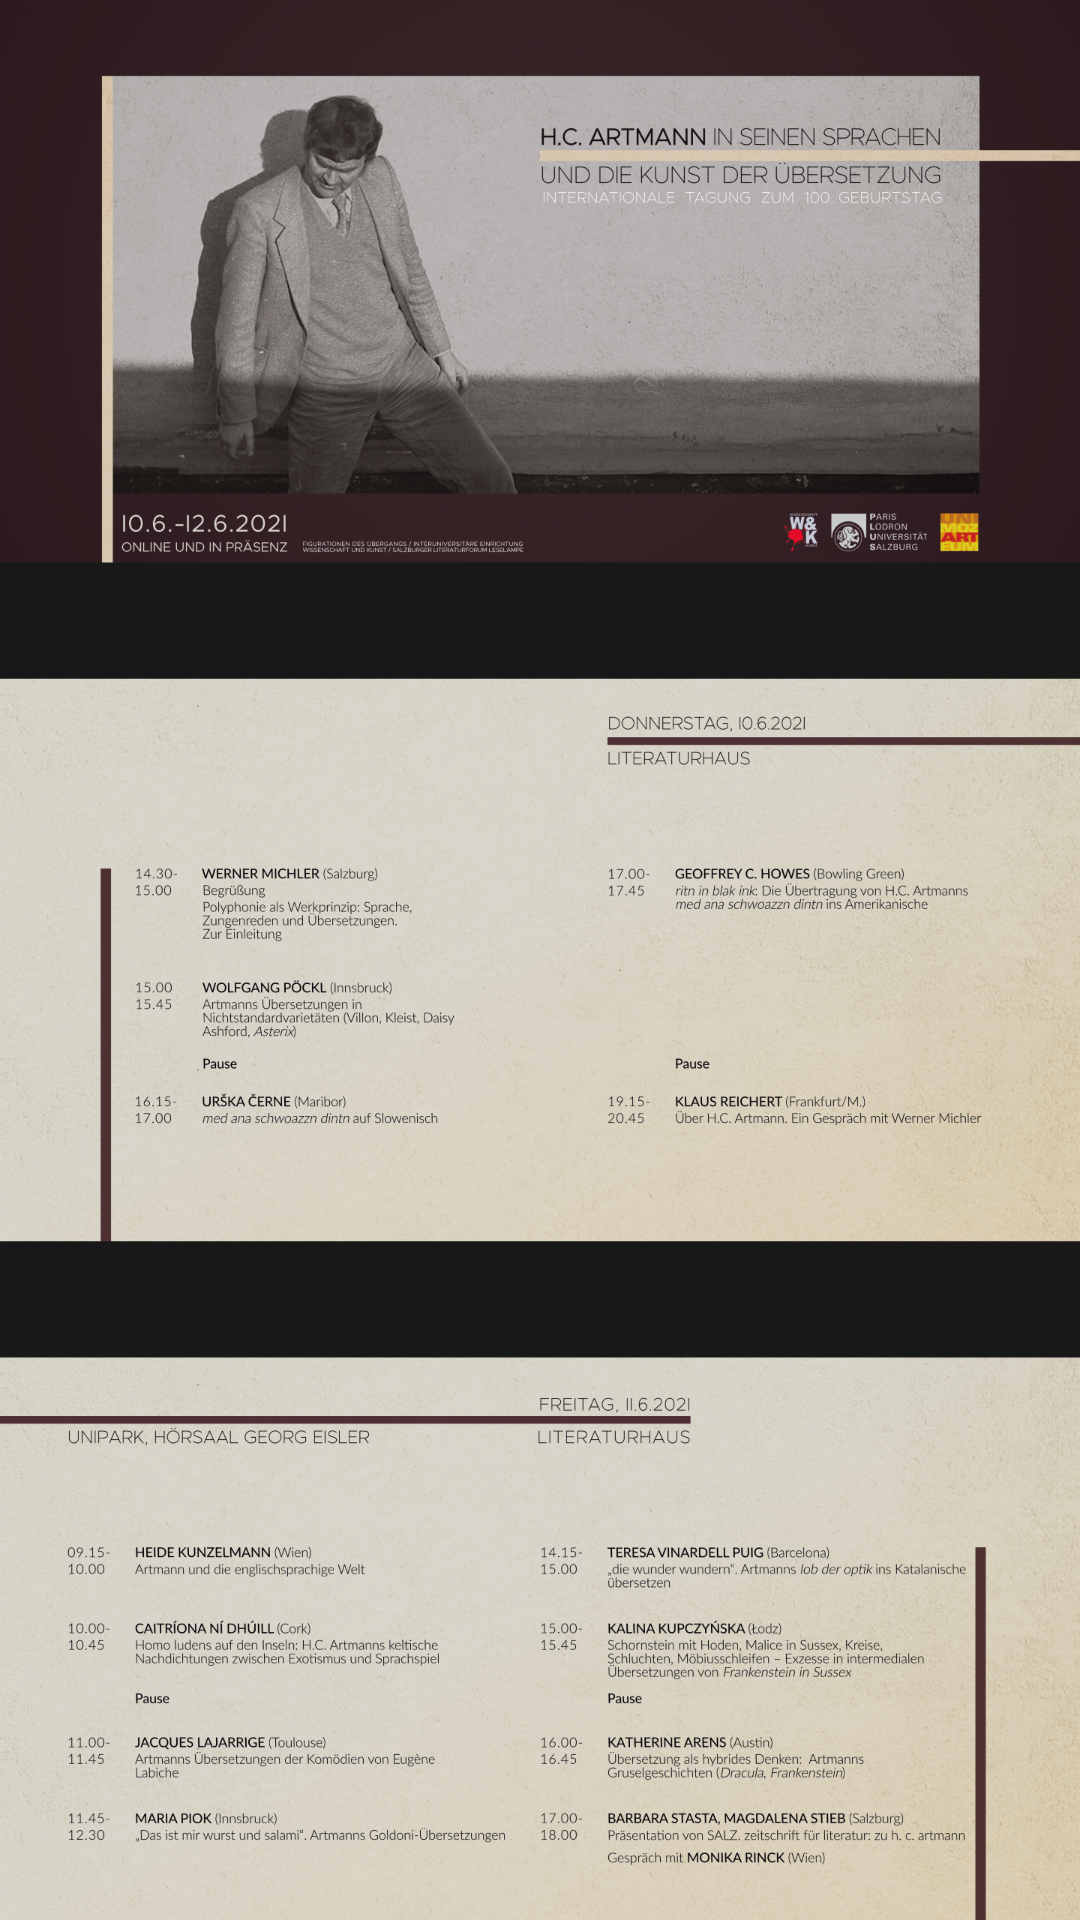 H.C. ARTMANN IN SEINEN SPRACHEN
UND DIE KUNST DER ÜBERSETZUNG
INTERNATIONALE TAGUNG ZUM 100. GEBURTSTAG
10.6.-12.6.2021
ONLINE UND IN PRÄSENZ
FIGURATIONEN DES ÜBERGANGS / INTERUNIVERSITÄRE EINRICHTUNG
WISSENSCHAFT UND KUNST / SALZBURGER LITERATURFORUM LESELAMPE
WISSENSCHAFT
W&K
KUNST
PARIS
LODRON
UNIVERSITÄT
SALZBURG
UNI
MOZ
ART
EUM
DONNERSTAG, 10.6.2021
LITERATURHAUS
14.30- WERNER MICHLER (Salzburg)
15.00 Begrüßung
Polyphonie als Werkprinzip: Sprache,
Zungenreden und Übersetzungen.
Zur Einleitung
15.00 WOLFGANG PÖCKL (Innsbruck)
15.45 Artmanns Übersetzungen in
Nichtstandardvarietäten (Villon, Kleist, Daisy
Ashford, Asterix)
Pause
16.15- URŠKA ČERNE (Maribor)
17.00 med ana schwoazzn dintn auf Slowenisch
17.00- GEOFFREY C. HOWES (Bowling Green)
17.45 ritn in blak ink: Die Übertragung von H.C. Artmanns
med ana schwoazzn dintn ins Amerikanische
Pause
19.15- KLAUS REICHERT (Frankfurt/M.)
20.45 Über H.C. Artmann. Ein Gespräch mit Werner Michler
FREITAG, 11.6.2021
UNIPARK, HÖRSAAL GEORG EISLER
LITERATURHAUS
09.15- HEIDE KUNZELMANN (Wien)
10.00 Artmann und die englischsprachige Welt
10.00- CAITRÍONA NÍ DHÚILL (Cork)
10.45 Homo ludens auf den Inseln: H.C. Artmanns keltische
Nachdichtungen zwischen Exotismus und Sprachspiel
Pause
11.00- JACQUES LAJARRIGE (Toulouse)
11.45 Artmanns Übersetzungen der Komödien von Eugène
Labiche
11.45- MARIA PIOK (Innsbruck)
12.30 „Das ist mir wurst und salami“. Artmanns Goldoni-Übersetzungen
14.15- TERESA VINARDELL PUIG (Barcelona)
15.00 „die wunder wundern“. Artmanns lob der optik ins Katalanische
übersetzen
15.00- KALINA KUPCZYŃSKA (Łodz)
15.45 Schornstein mit Hoden, Malice in Sussex, Kreise,
Schluchten, Möbiusschleifen – Exzesse in intermedialen
Übersetzungen von Frankenstein in Sussex
Pause
16.00- KATHERINE ARENS (Austin)
16.45 Übersetzung als hybrides Denken: Artmanns
Gruselgeschichten (Dracula, Frankenstein)
17.00- BARBARA STASTA, MAGDALENA STIEB (Salzburg)
18.00 Präsentation von SALZ. zeitschrift für literatur: zu h. c. artmann
Gespräch mit MONIKA RINCK (Wien)